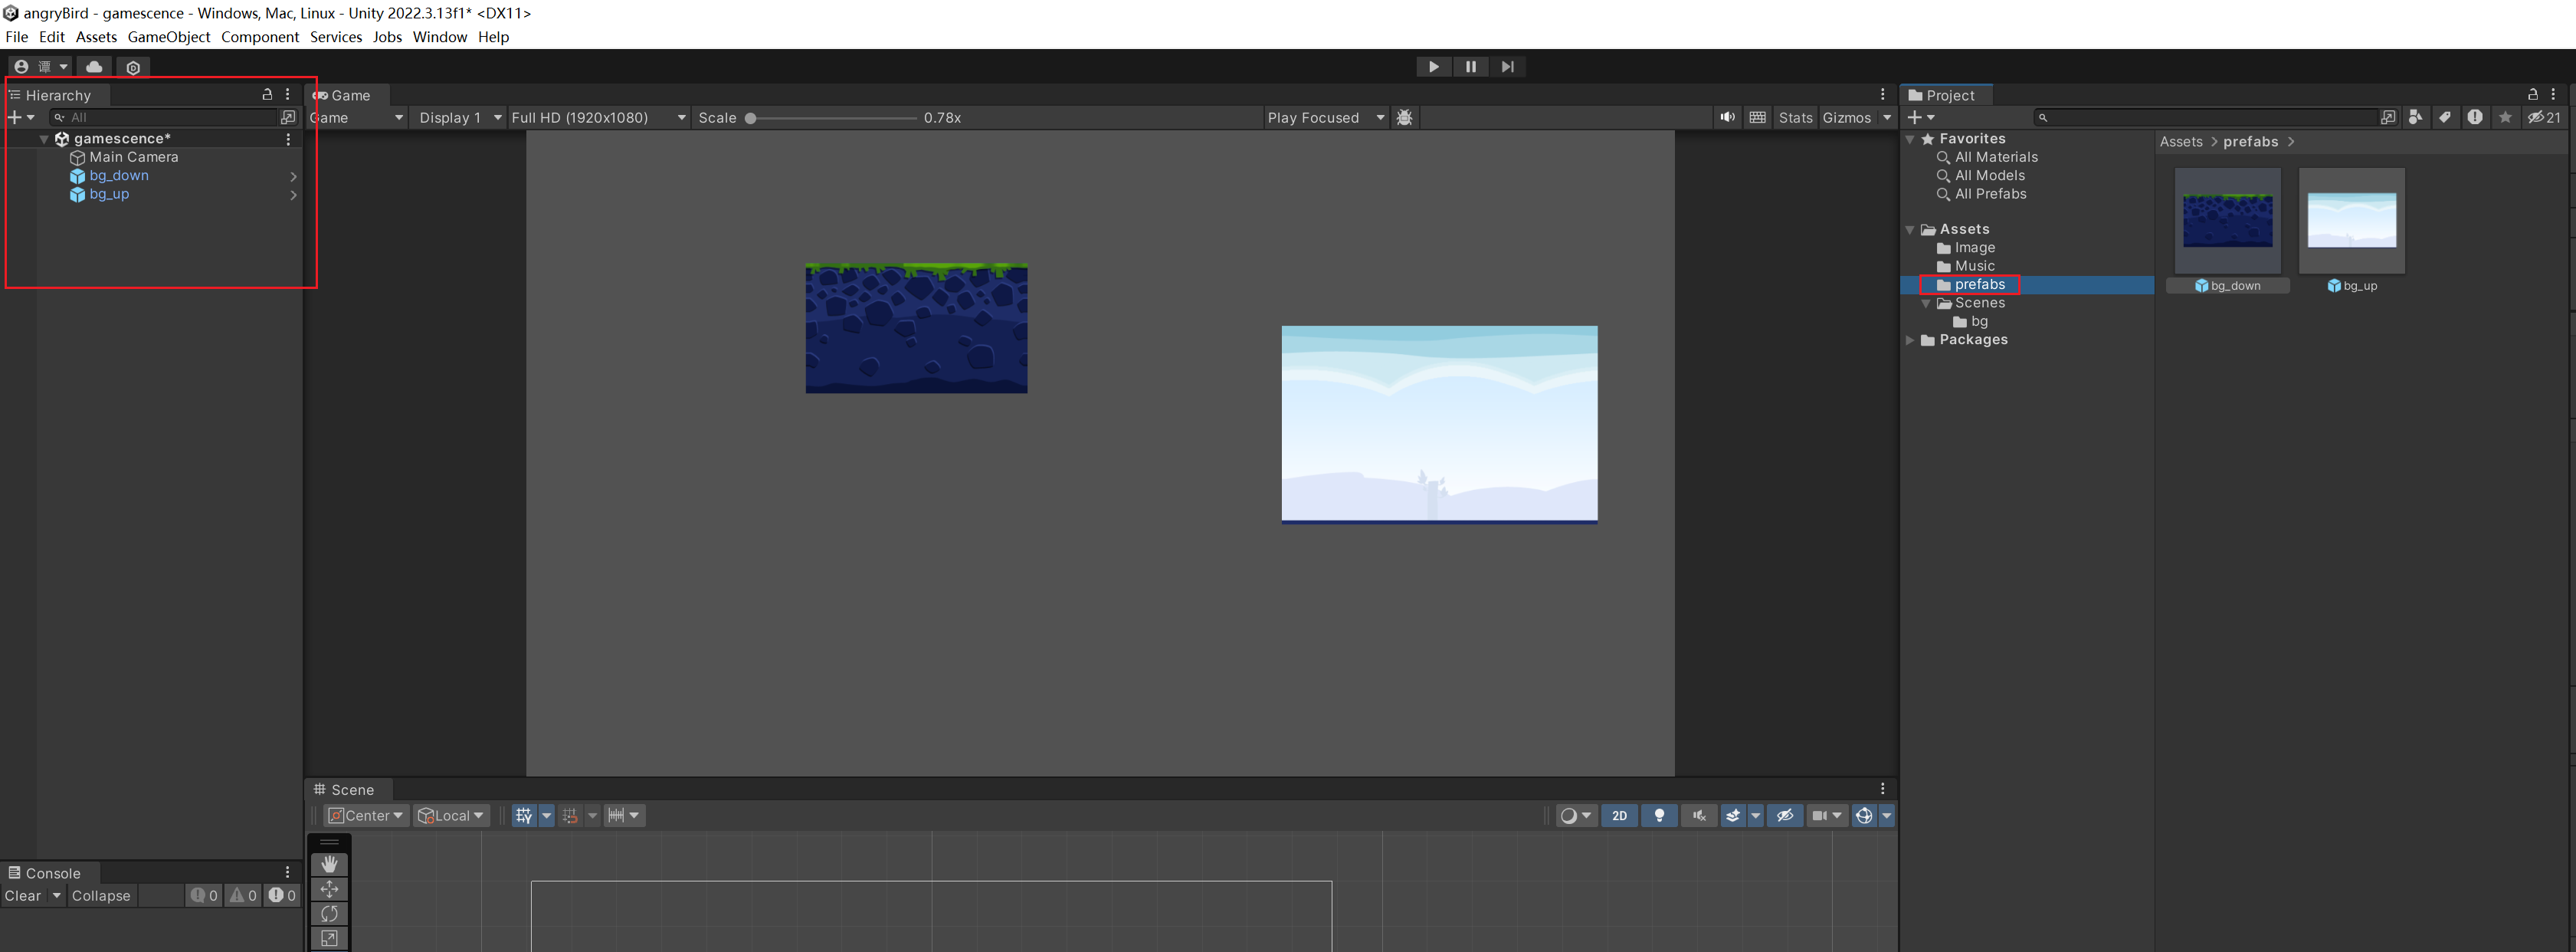 angryBird - gamescence - Windows, Mac, Linux - Unity 2022.3.13f1* <DX11>
File Edit Assets GameObject Component Services Jobs Window Help
谭
Hierarchy
All
gamescence*
Main Camera
bg_down
bg_up
Game
Game Display 1 Full HD (1920x1080) Scale 0.78x Play Focused Stats Gizmos
Project
21
Favorites
All Materials
All Models
All Prefabs
Assets
Image
Music
prefabs
Scenes
bg
Packages
Assets > prefabs >
bg_down bg_up
Scene
Center Local 2D
Console
Clear Collapse 0 0 0